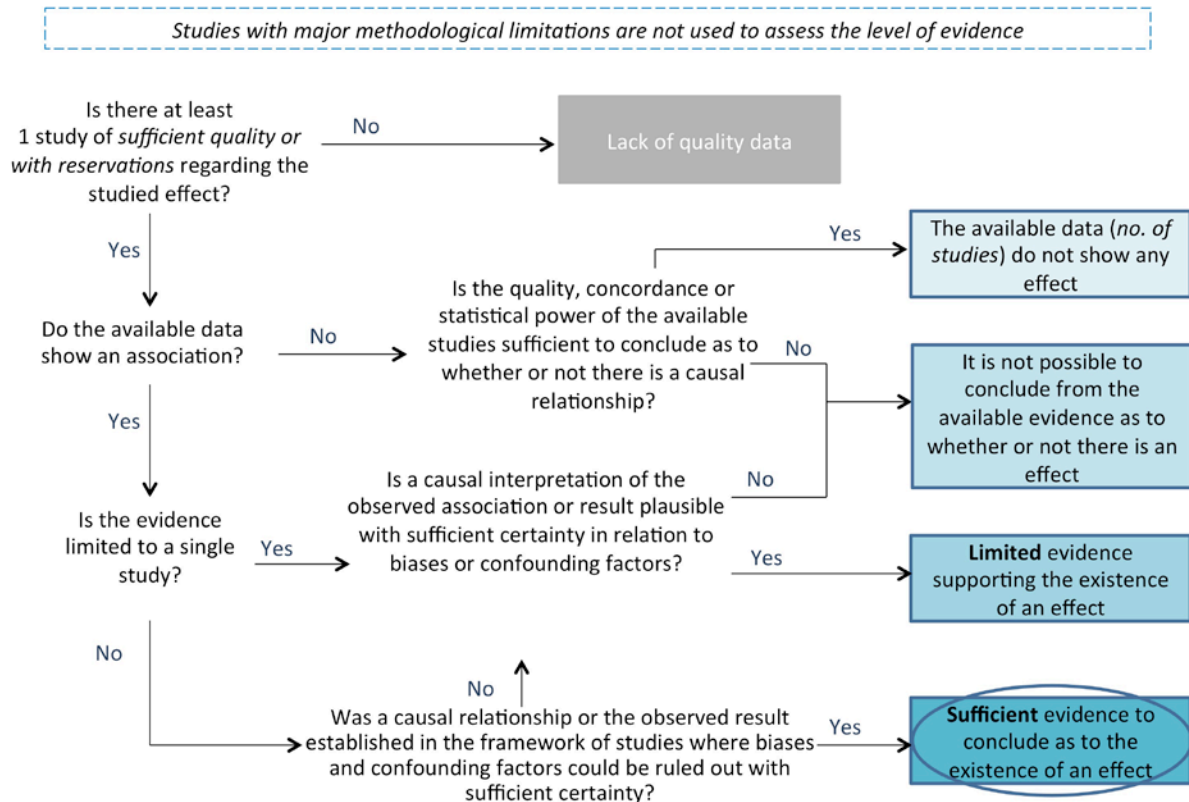 Studies with major methodological limitations are not used to assess the level of evidence
Is there at least
1 study of sufficient quality or
with reservations regarding the
studied effect?
No
Lack of quality data
Yes
Yes
The available data (no. of
studies) do not show any
effect
Do the available data
show an association?
No
Is the quality, concordance or
statistical power of the available
studies sufficient to conclude as to
whether or not there is a causal
relationship?
No
It is not possible to
conclude from the
available evidence as to
whether or not there is an
effect
Yes
Is the evidence
limited to a single
study?
Yes
Is a causal interpretation of the
observed association or result plausible
with sufficient certainty in relation to
biases or confounding factors?
No
Yes
Limited evidence
supporting the existence
of an effect
No
No
Was a causal relationship or the observed result
established in the framework of studies where biases
and confounding factors could be ruled out with
sufficient certainty?
Yes
Sufficient evidence to
conclude as to the
existence of an effect